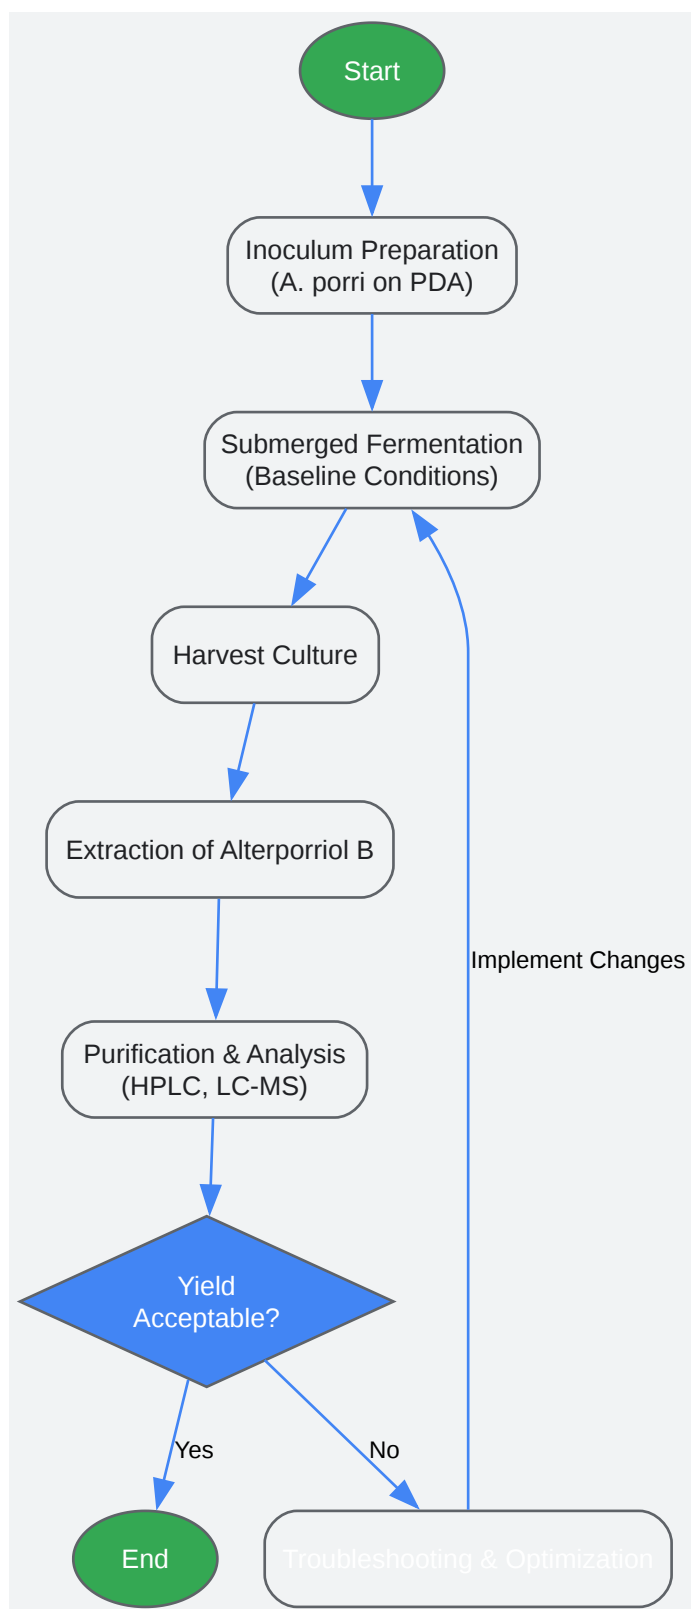 Start
Inoculum Preparation
(A. porri on PDA)
Submerged Fermentation
(Baseline Conditions)
Harvest Culture
Extraction of Alterporriol B
Implement Changes
Purification & Analysis
(HPLC, LC-MS)
Yield
Acceptable?
Yes
No
End
Troubleshooting & Optimization